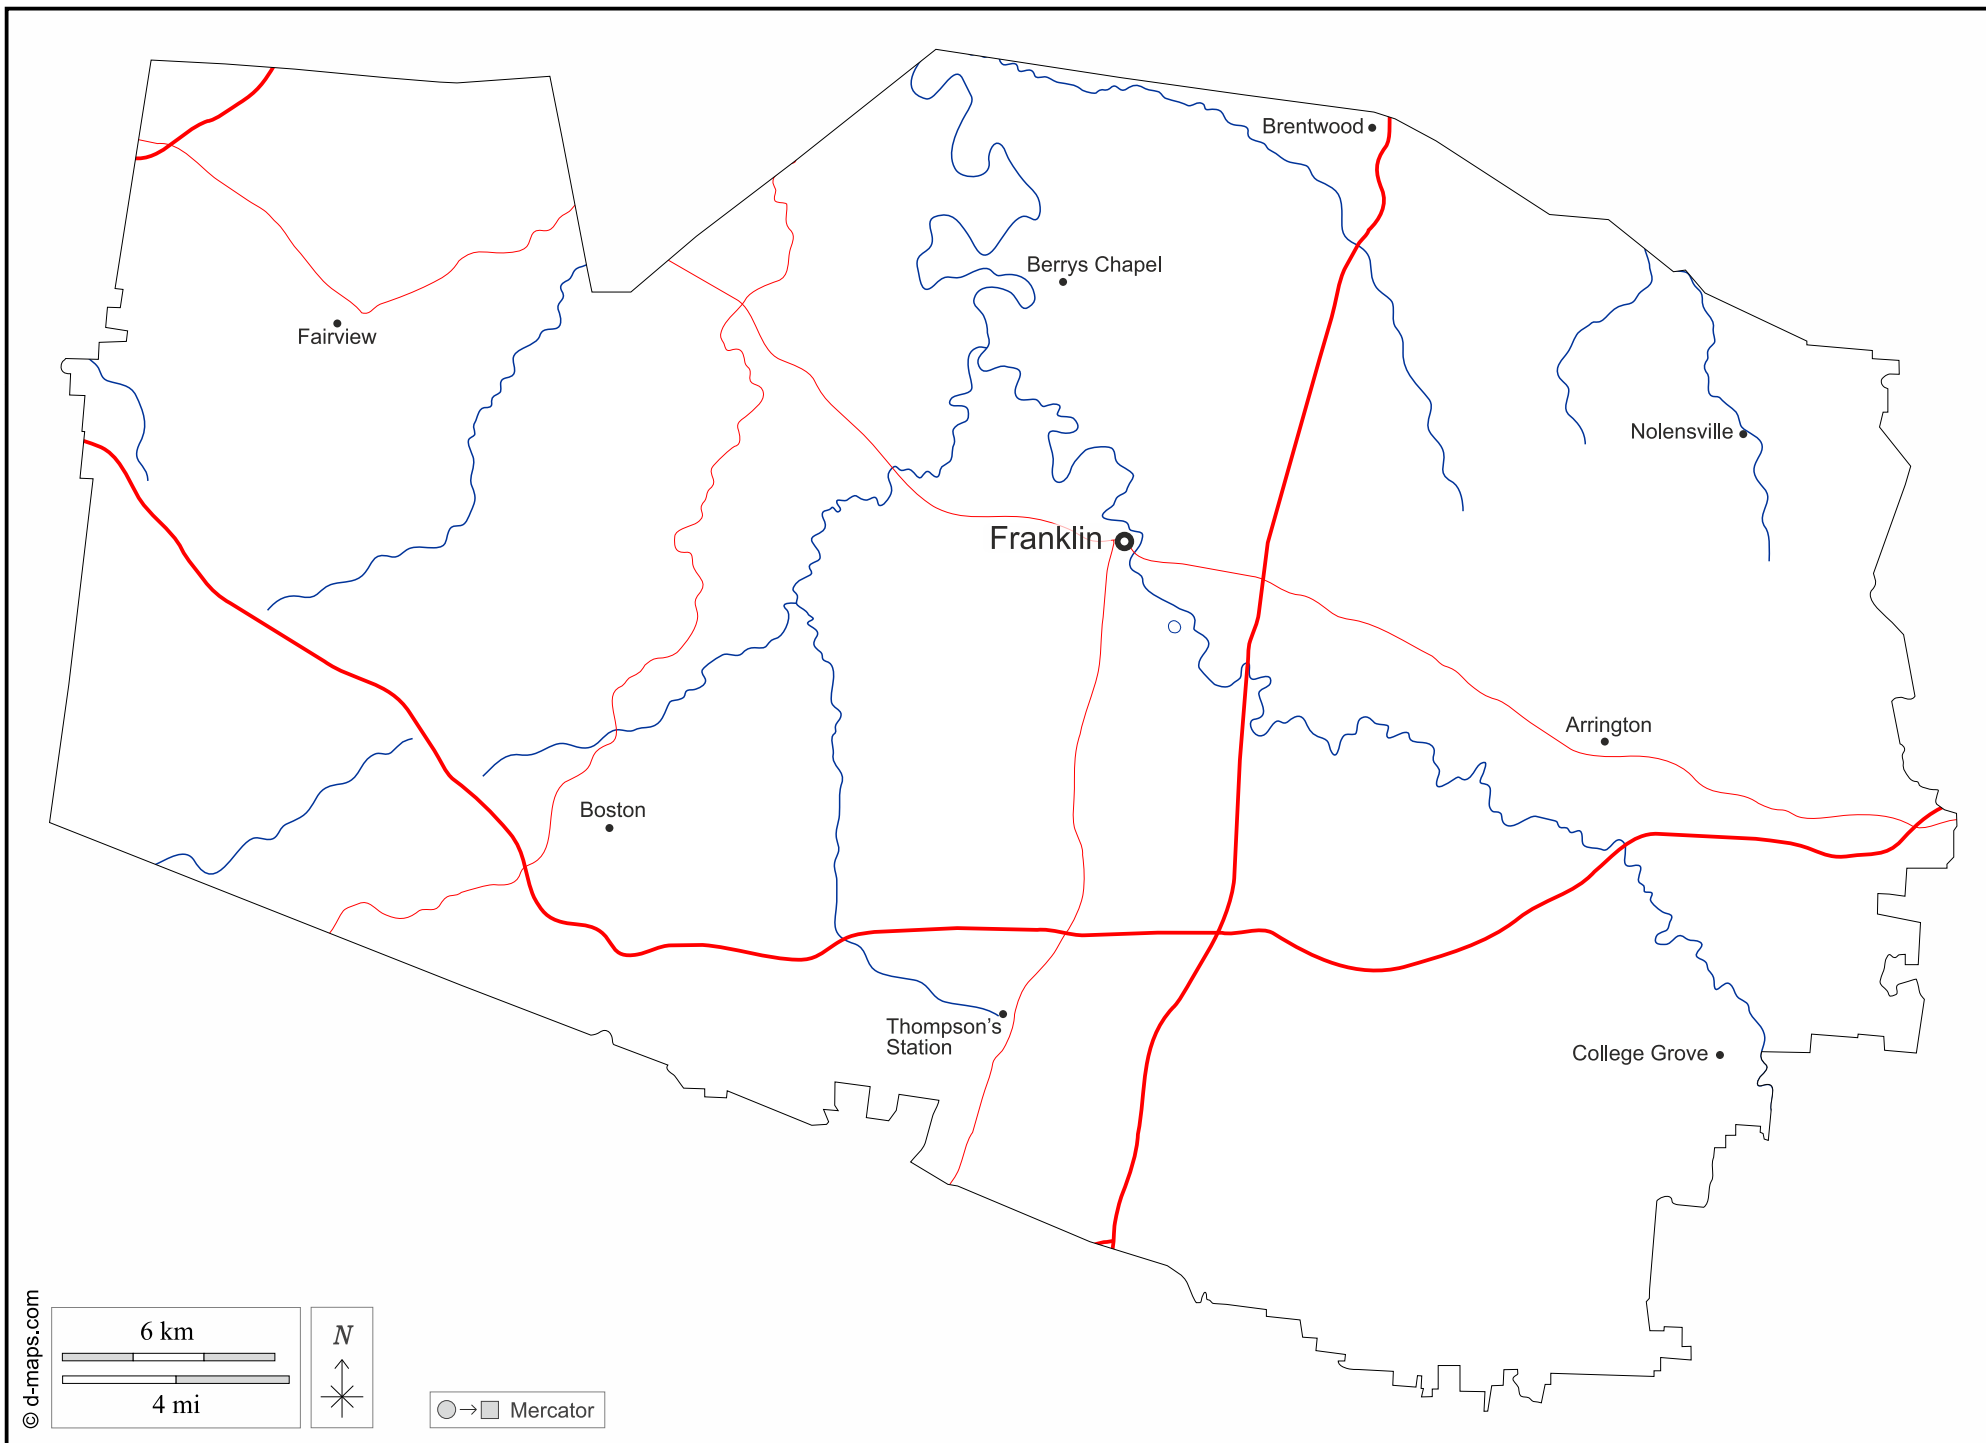 Brentwood
Berrys Chapel
Fairview
Nolensville
Franklin
Arrington
Boston
Thompson's
Station
College Grove
© d-maps.com
6 km
4 mi
N
Mercator